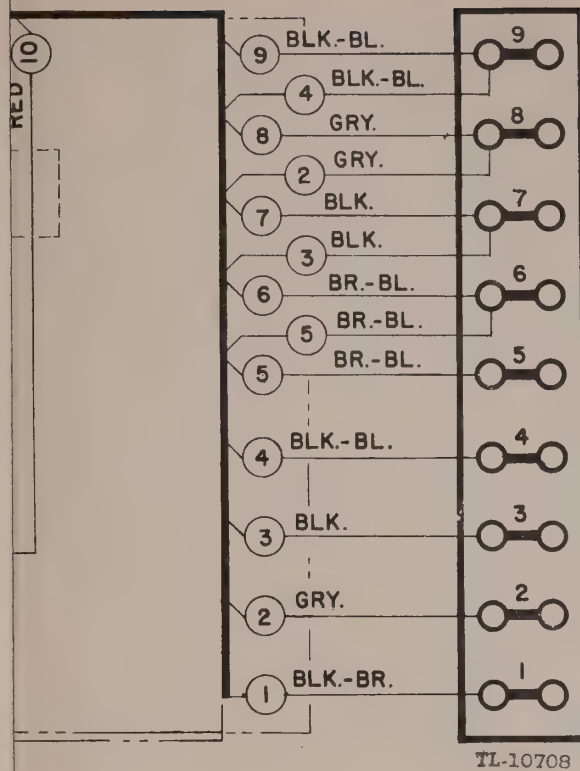 10
RED
9 BLK.-BL. 9
4 BLK.-BL.
8 GRY. 8
2 GRY.
7 BLK. 7
3 BLK.
6 BR.-BL. 6
5 BR.-BL.
5 BR.-BL. 5
4 BLK.-BL. 4
3 BLK. 3
2 GRY. 2
1 BLK.-BR. 1
TL-10708